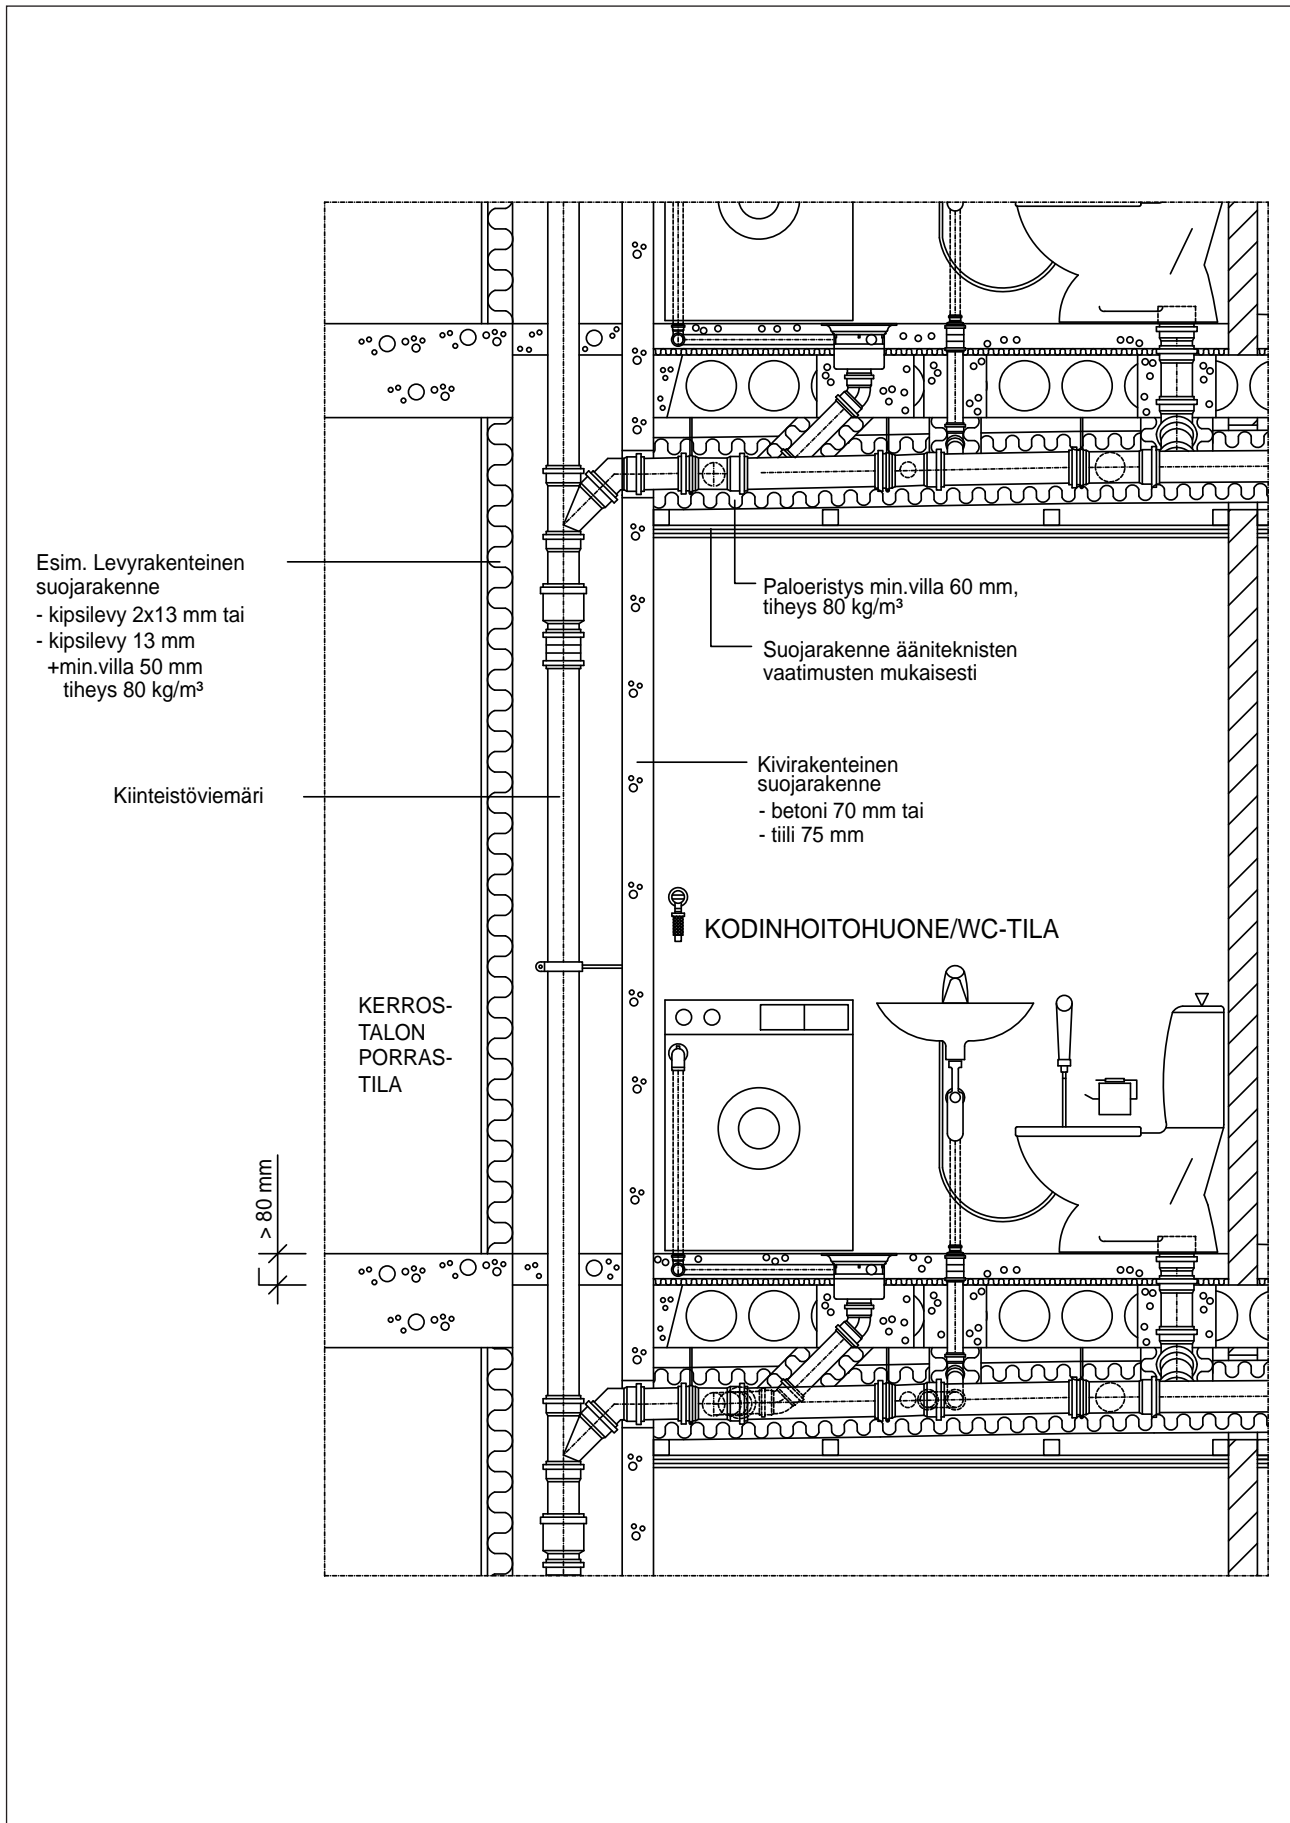 Esim. Levyrakenteinen
suojarakenne
- kipsilevy 2x13 mm tai
- kipsilevy 13 mm
+min.villa 50 mm
tiheys 80 kg/m³
Paloeristys min.villa 60 mm,
tiheys 80 kg/m³
Suojarakenne ääniteknisten
vaatimusten mukaisesti
Kivirakenteinen
suojarakenne
- betoni 70 mm tai
- tiili 75 mm
Kiinteistöviemäri
KODINHOITOHUONE/WC-TILA
KERROS-
TALON
PORRAS-
TILA
> 80 mm